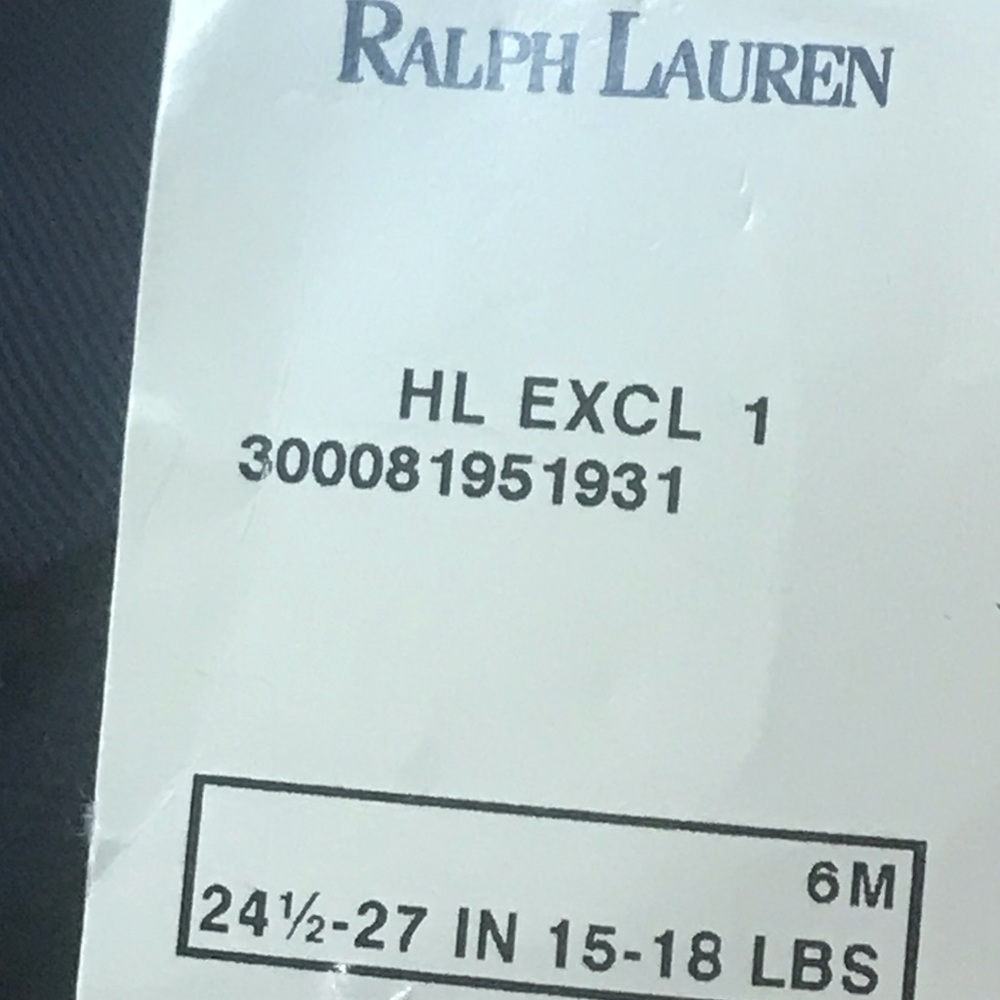 RALPH LAUREN
HL EXCL 1
300081951931
6M
24½-27 IN 15-18 LBS